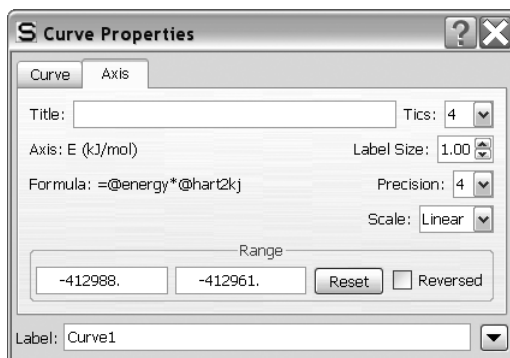 S Curve Properties ?
Curve Axis
Title: Tics: 4
Axis: E (kJ/mol) Label Size: 1.00
Formula: =@energy*@hart2kj Precision: 4
Scale: Linear
Range
-412988. -412961. Reset Reversed
Label: Curve1